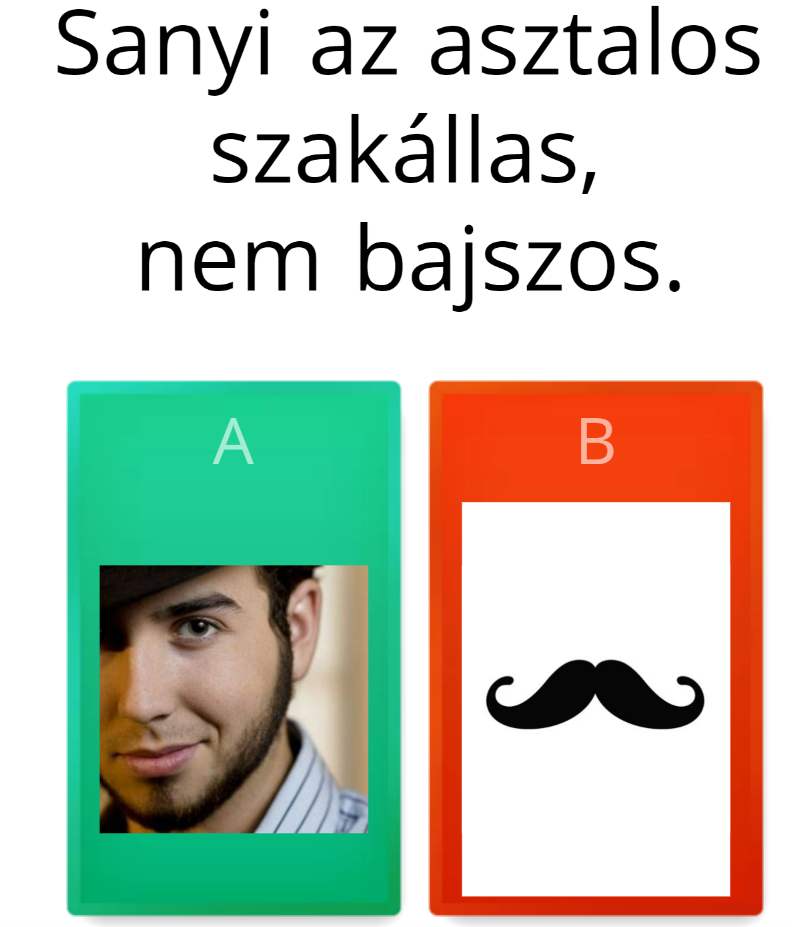 Sanyi az asztalos
szakállas,
nem bajszos.
A
B